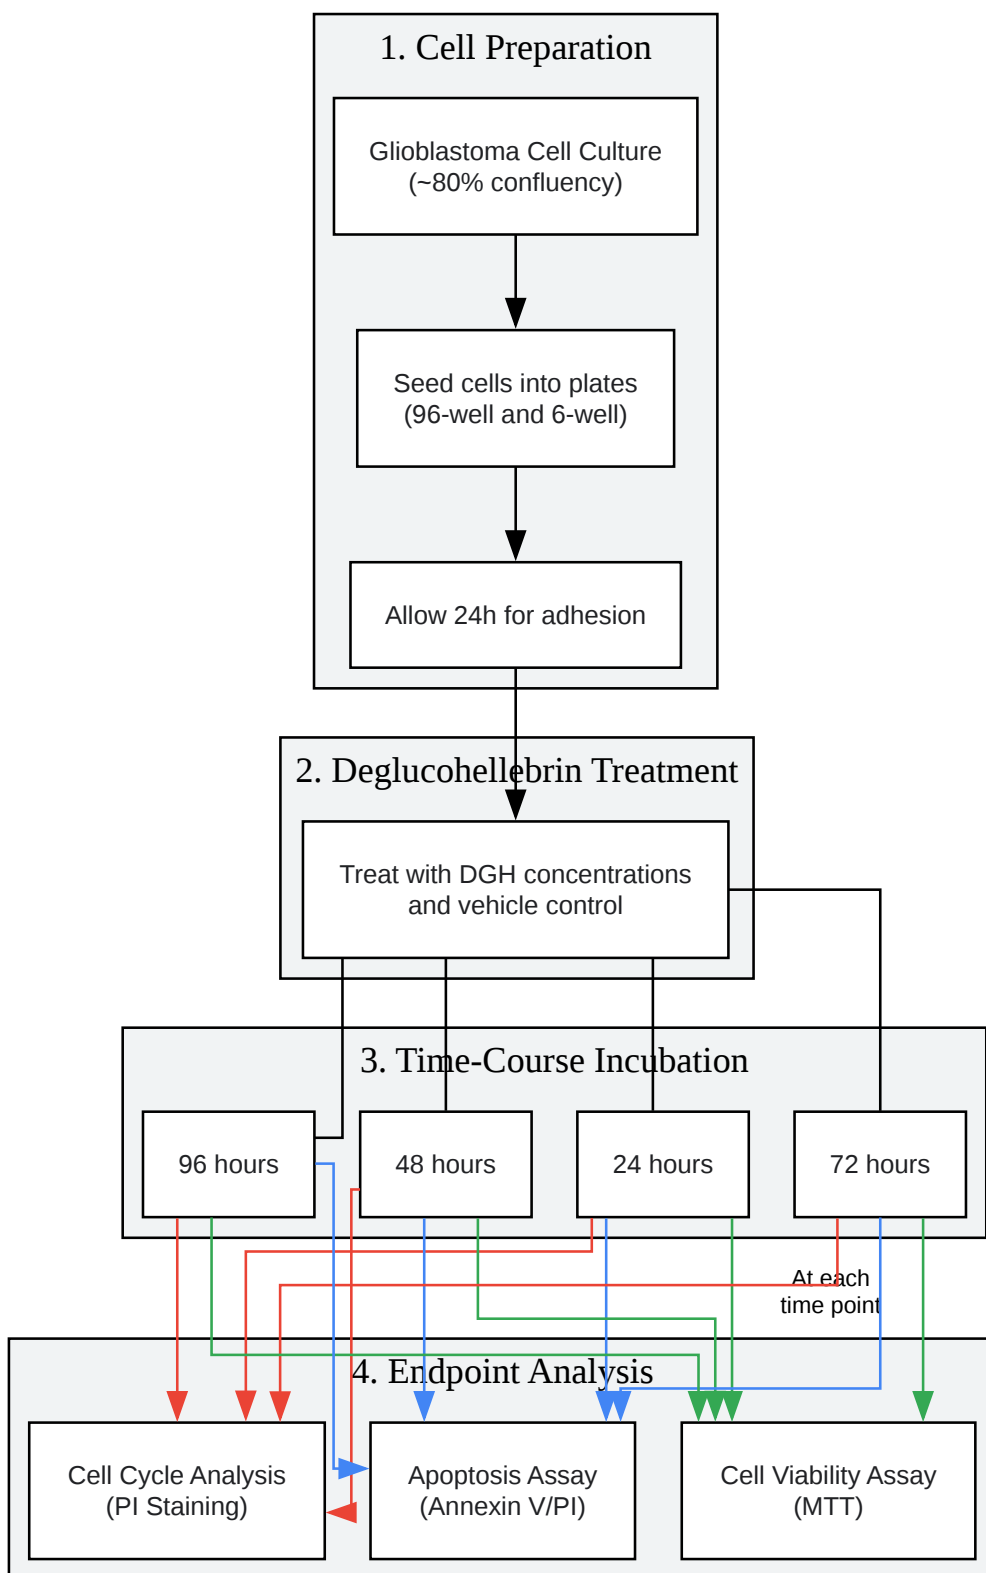 1. Cell Preparation
Glioblastoma Cell Culture
(~80% confluency)
Seed cells into plates
(96-well and 6-well)
Allow 24h for adhesion
2. Deglucohellebrin Treatment
Treat with DGH concentrations
and vehicle control
3. Time-Course Incubation
96 hours
48 hours
24 hours
72 hours
At each
time point
4. Endpoint Analysis
Cell Cycle Analysis
(PI Staining)
Apoptosis Assay
(Annexin V/PI)
Cell Viability Assay
(MTT)